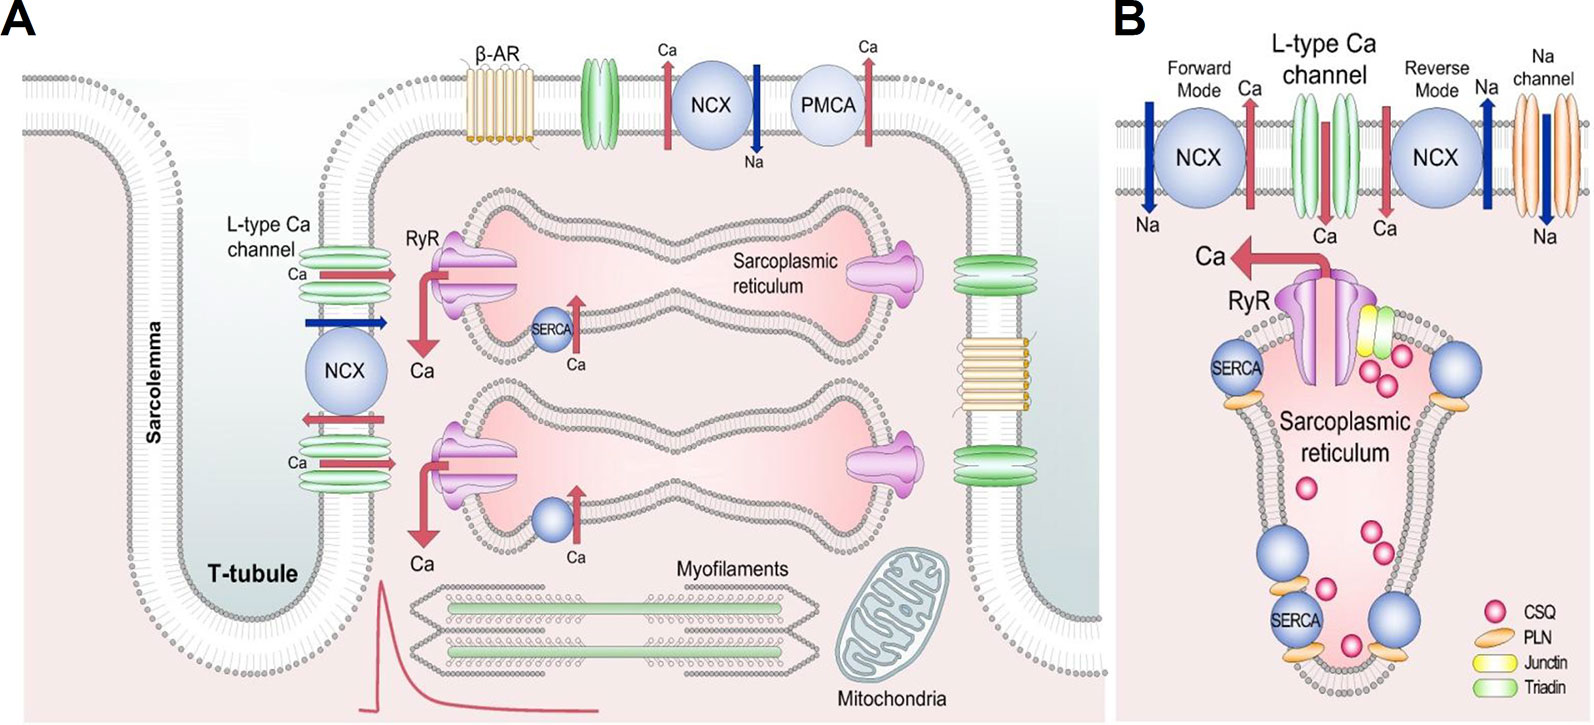 A
β-AR
Ca
NCX
Na
PMCA
Ca
L-type Ca
channel
Ca
RyR
Sarcoplasmic
reticulum
SERCA
Ca
Ca
NCX
Sarcolemma
Ca
Ca
Ca
T-tubule
Myofilaments
Mitochondria
B
Forward
Mode
Ca
NCX
Na
L-type Ca
channel
Ca
Reverse
Mode
Na
NCX
Ca
Na
channel
Na
Ca
RyR
SERCA
Sarcoplasmic
reticulum
SERCA
CSQ
PLN
Junctin
Triadin